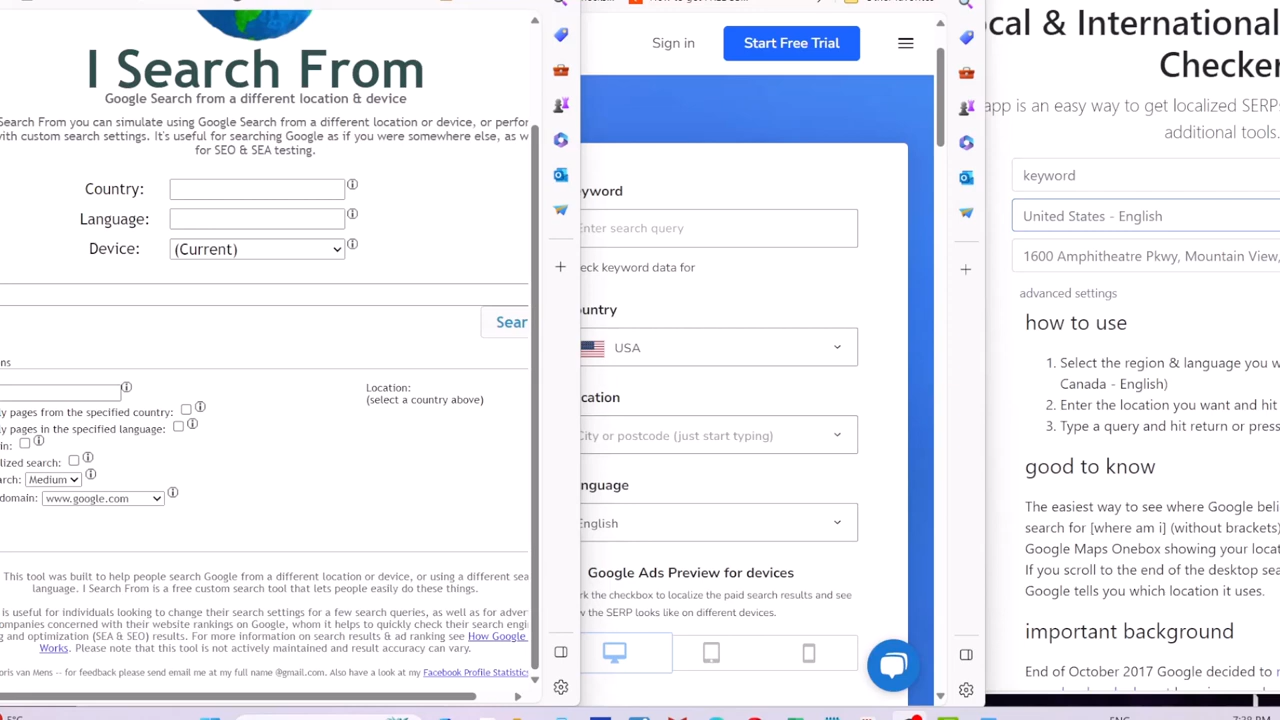 I Search From
Google Search from a different location & device
Search From you can simulate using Google Search from a different location or device, or perfor
with custom search settings. It's useful for searching Google as if you were somewhere else, as w
for SEO & SEA testing.
Country:
Language:
Device: (Current)
Sear
ns
Location:
(select a country above)
ly pages from the specified country:
ly pages in the specified language:
in:
lized search:
arch: Medium
domain: www.google.com
This tool was built to help people search Google from a different location or device, or using a different sea
language. I Search From is a free custom search tool that lets people easily do these things.
is useful for individuals looking to change their search settings for a few search queries, as well as for adver
ompanies concerned with their website rankings on Google, whom it helps to quickly check their search engin
g and optimization (SEA & SEO) results. For more information on search results & ad ranking see How Google
Works. Please note that this tool is not actively maintained and result accuracy can vary.
oris van Mens -- for feedback please send email me at my full name @gmail.com. Also have a look at my Facebook Profile Statistics
5°C
Sign in
Start Free Trial
yword
Enter search query
eck keyword data for
ountry
USA
cation
City or postcode (just start typing)
nguage
English
Google Ads Preview for devices
rk the checkbox to localize the paid search results and see
w the SERP looks like on different devices.
cal & International
Checker
app is an easy way to get localized SERP
additional tools.
keyword
United States - English
1600 Amphitheatre Pkwy, Mountain View,
advanced settings
how to use
1. Select the region & language you w
Canada - English)
2. Enter the location you want and hit
3. Type a query and hit return or press
good to know
The easiest way to see where Google beli
search for [where am i] (without brackets)
Google Maps Onebox showing your locat
If you scroll to the end of the desktop sea
Google tells you which location it uses.
important background
End of October 2017 Google decided to m